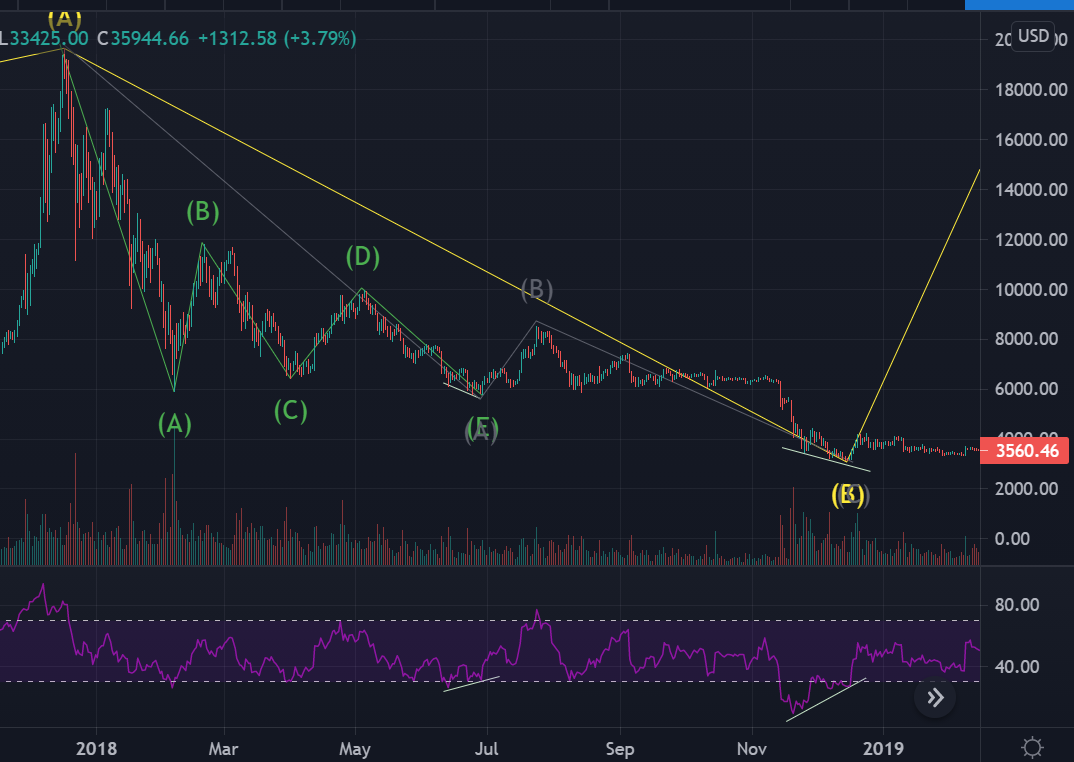 (A)
L33425.00 C35944.66 +1312.58 (+3.79%)
USD
18000.00
16000.00
14000.00
12000.00
10000.00
8000.00
6000.00
4000.00
3560.46
2000.00
0.00
(B)
(D)
(B)
(A)
(C)
(E)
(A)
(B)
80.00
40.00
2018 Mar May Jul Sep Nov 2019